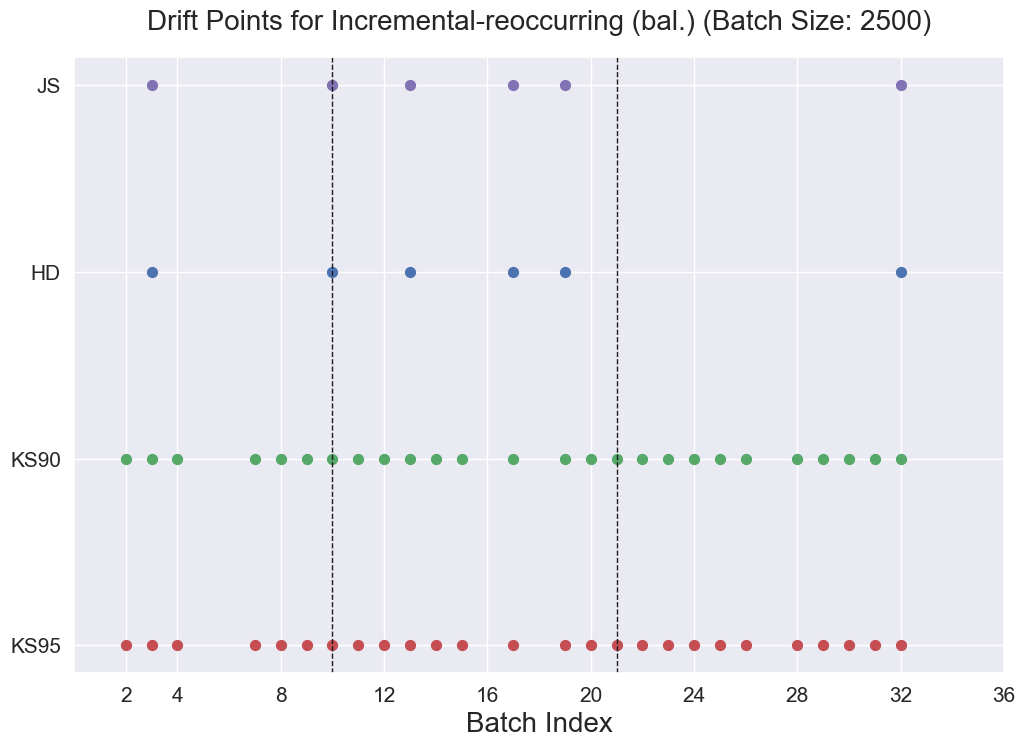 Drift Points for Incremental-reoccurring (bal.) (Batch Size: 2500)
JS
HD
KS90
KS95
2 4 8 12 16 20 24 28 32 36
Batch Index